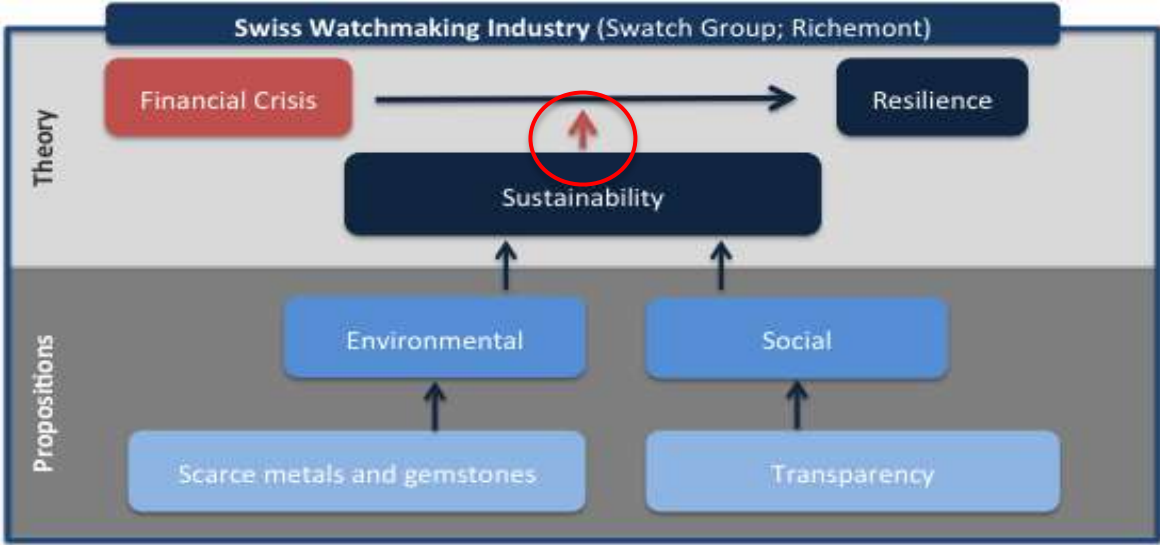 Swiss Watchmaking Industry (Swatch Group; Richemont)
Theory
Financial Crisis
Resilience
Sustainability
Propositions
Environmental
Social
Scarce metals and gemstones
Transparency